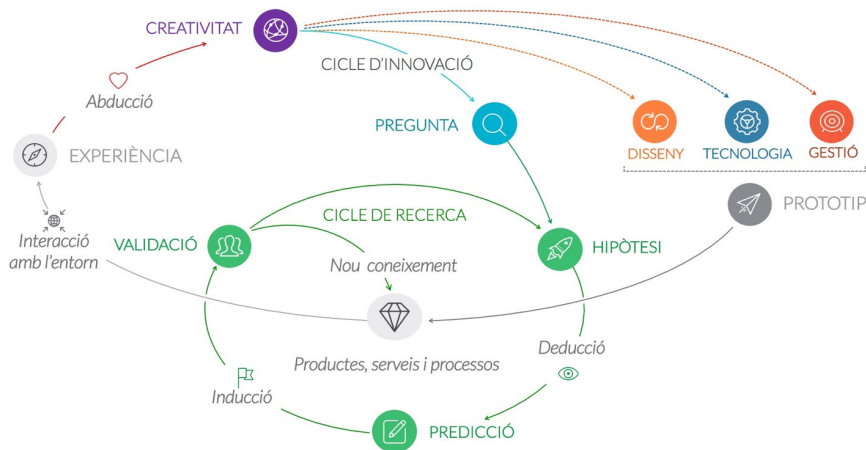 CREATIVITAT
CICLE D'INNOVACIÓ
Abducció
PREGUNTA
EXPERIÈNCIA
DISSENY
TECNOLOGIA
GESTIÓ
PROTOTIP
CICLE DE RECERCA
Interacció
amb l'entorn
VALIDACIÓ
HIPÒTESI
Nou coneixement
Deducció
Productes, serveis i processos
Inducció
PREDICCIÓ